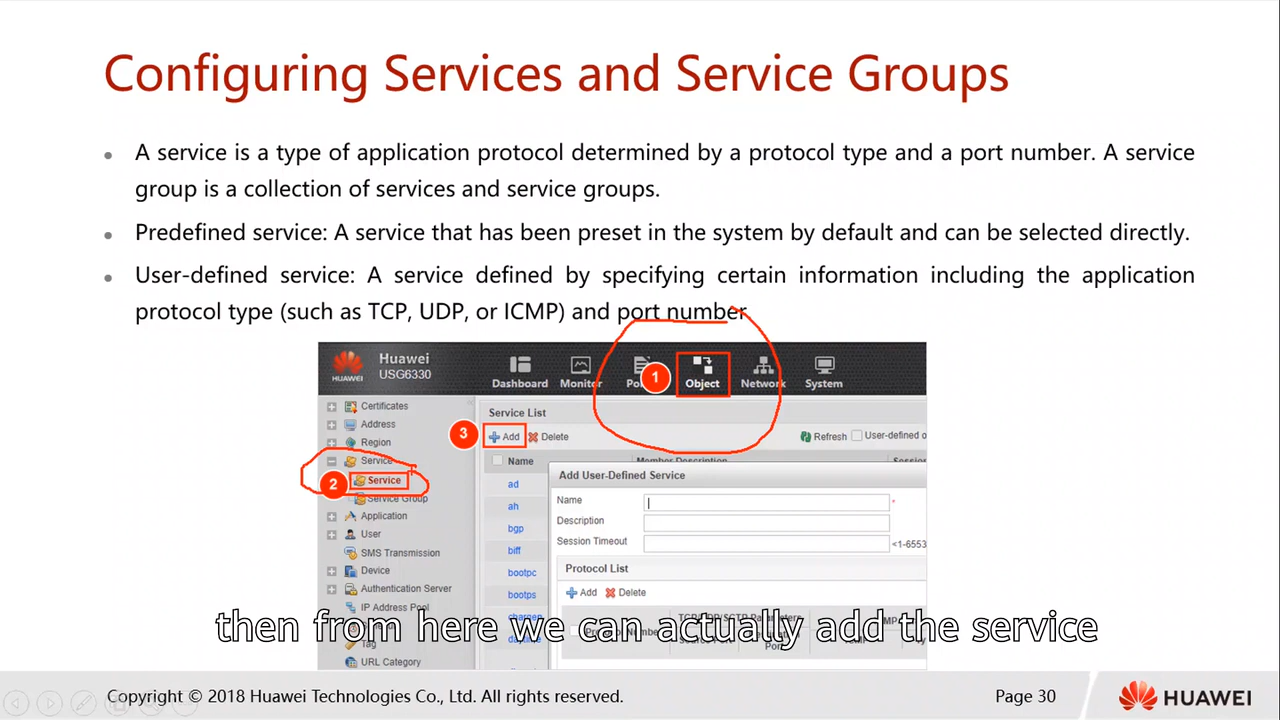 Configuring Services and Service Groups
A service is a type of application protocol determined by a protocol type and a port number. A service
group is a collection of services and service groups.
Predefined service: A service that has been preset in the system by default and can be selected directly.
User-defined service: A service defined by specifying certain information including the application
protocol type (such as TCP, UDP, or ICMP) and port number
HUAWEI
Huawei
USG6330
Dashboard
Monitor
1
Object
Network
System
Certificates
Address
Region
Service
2
Service
Service Group
Application
User
SMS Transmission
Device
Authentication Server
IP Address Pool
Tag
URL Category
Service List
3
Add
Delete
Refresh
User-defined o
Name
Member Description
ad
ah
bgp
biff
bootpc
bootps
Add User-Defined Service
Name
*
Description
Session Timeout
<1-6553
Protocol List
Add
Delete
then from here we can actually add the service
Copyright © 2018 Huawei Technologies Co., Ltd. All rights reserved.
Page 30
HUAWEI